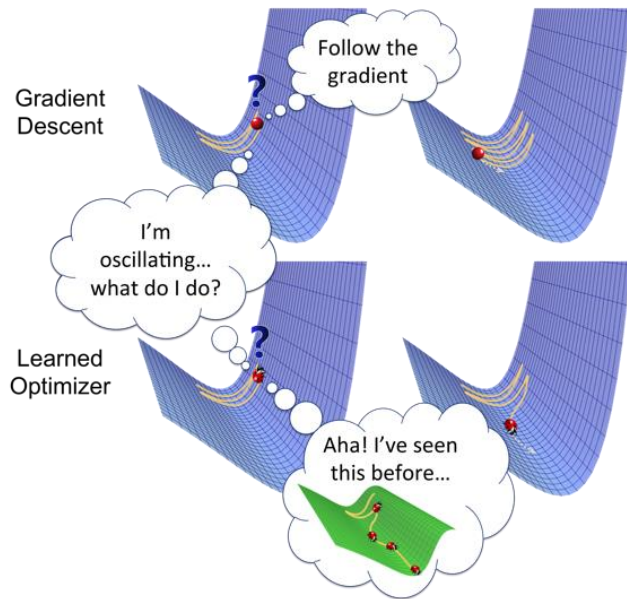 Follow the
gradient
?
Gradient
Descent
I'm
oscillating...
what do I do?
?
Learned
Optimizer
Aha! I've seen
this before...